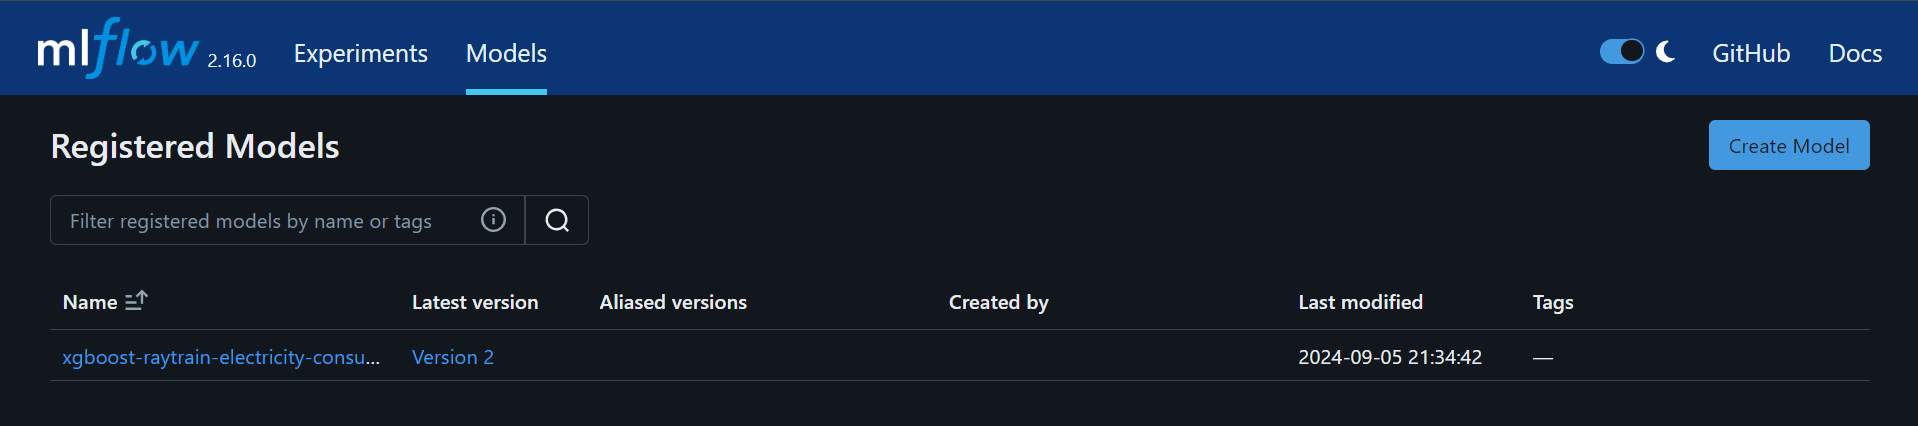 mlflow 2.16.0 Experiments Models GitHub Docs
Registered Models
Create Model
Filter registered models by name or tags
Name Latest version Aliased versions Created by Last modified Tags
xgboost-raytrain-electricity-consu... Version 2 2024-09-05 21:34:42 —